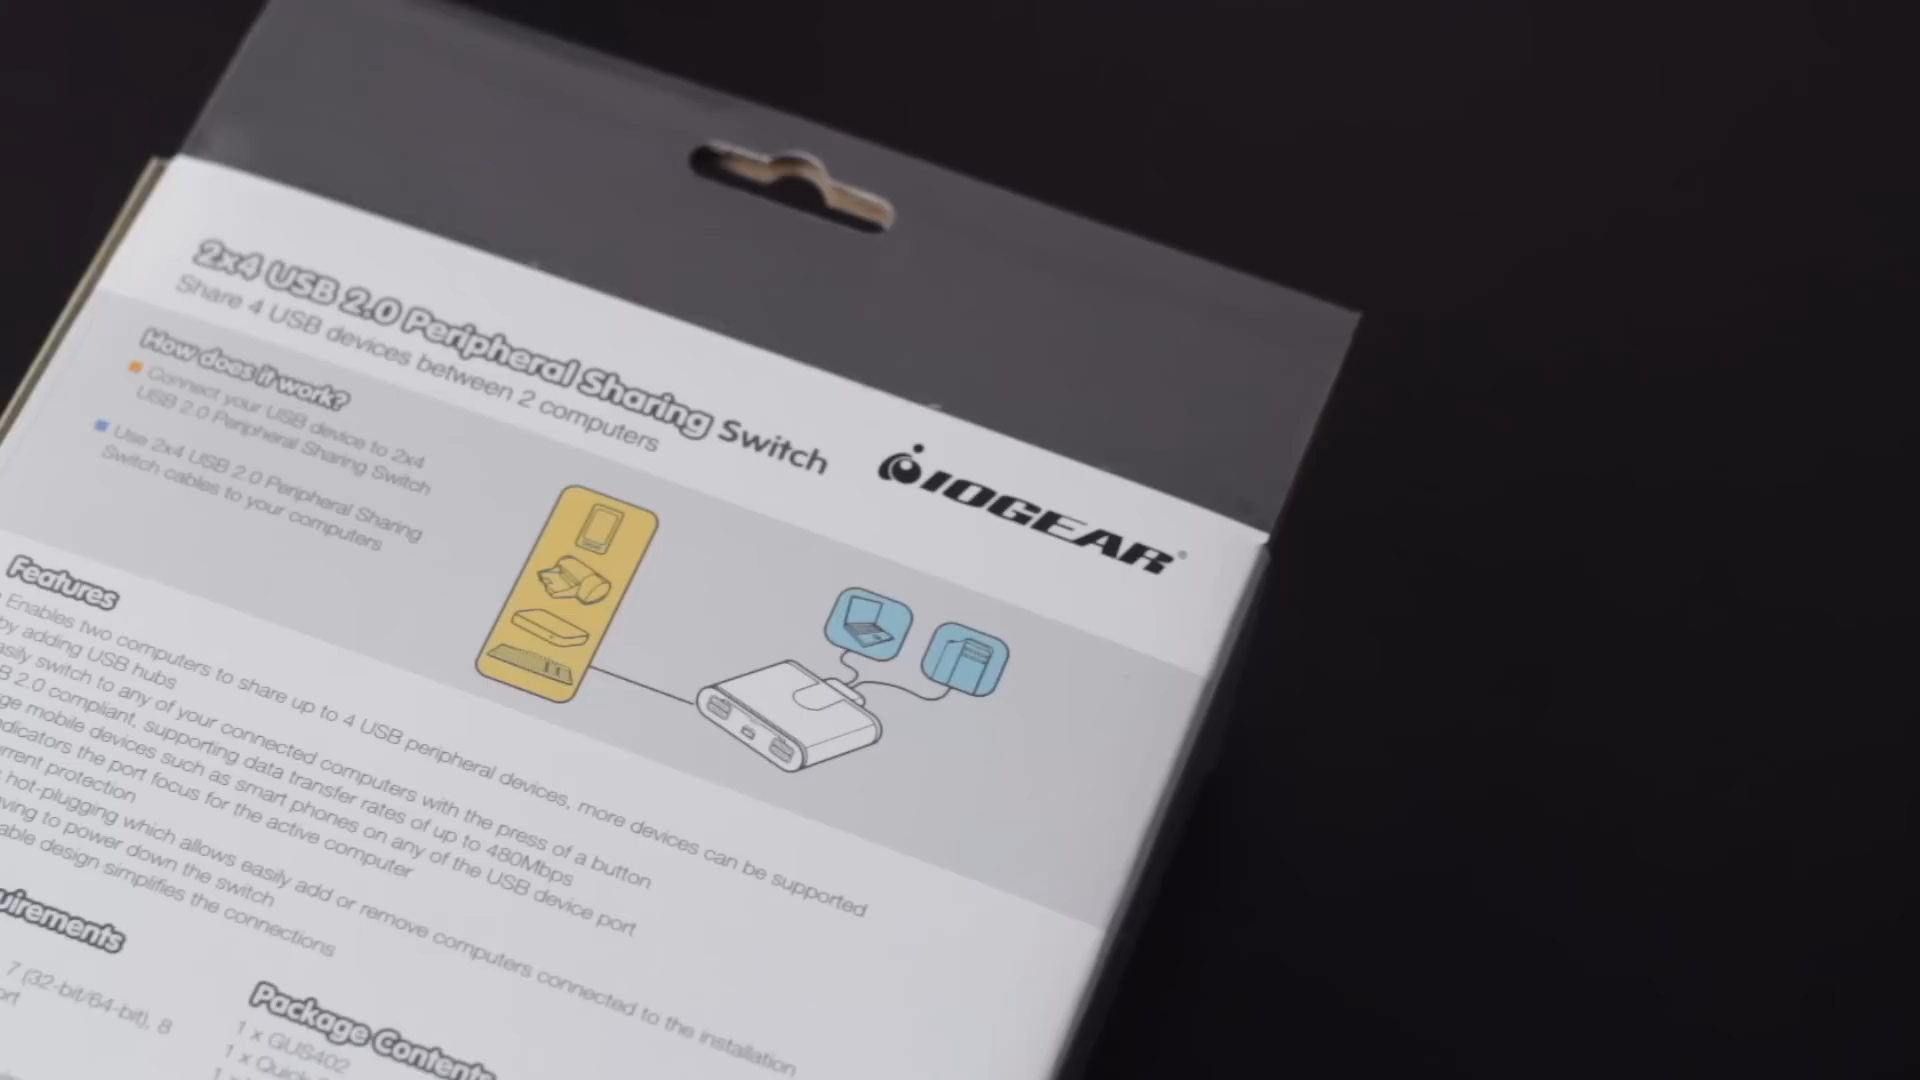 2x4 USB 2.0 Peripheral Sharing Switch
Share 4 USB devices between 2 computers
IOGEAR®
How does it work?
Connect your USB device to 2x4
USB 2.0 Peripheral Sharing Switch
Use 2x4 USB 2.0 Peripheral Sharing
Switch cables to your computers
Features
Enables two computers to share up to 4 USB peripheral devices, more devices can be supported
by adding USB hubs
switch to any of your connected computers with the press of a button
2.0 compliant, supporting data transfer rates of up to 480Mbps
mobile devices such as smart phones on any of the USB device port
the port focus for the active computer
protection
hot-plugging which allows easily add or remove computers connected to the installation
to power down the switch
design simplifies the connections
7 (32-bit/64-bit), 8
Package Contents
1 x GUS402
1 x Quick